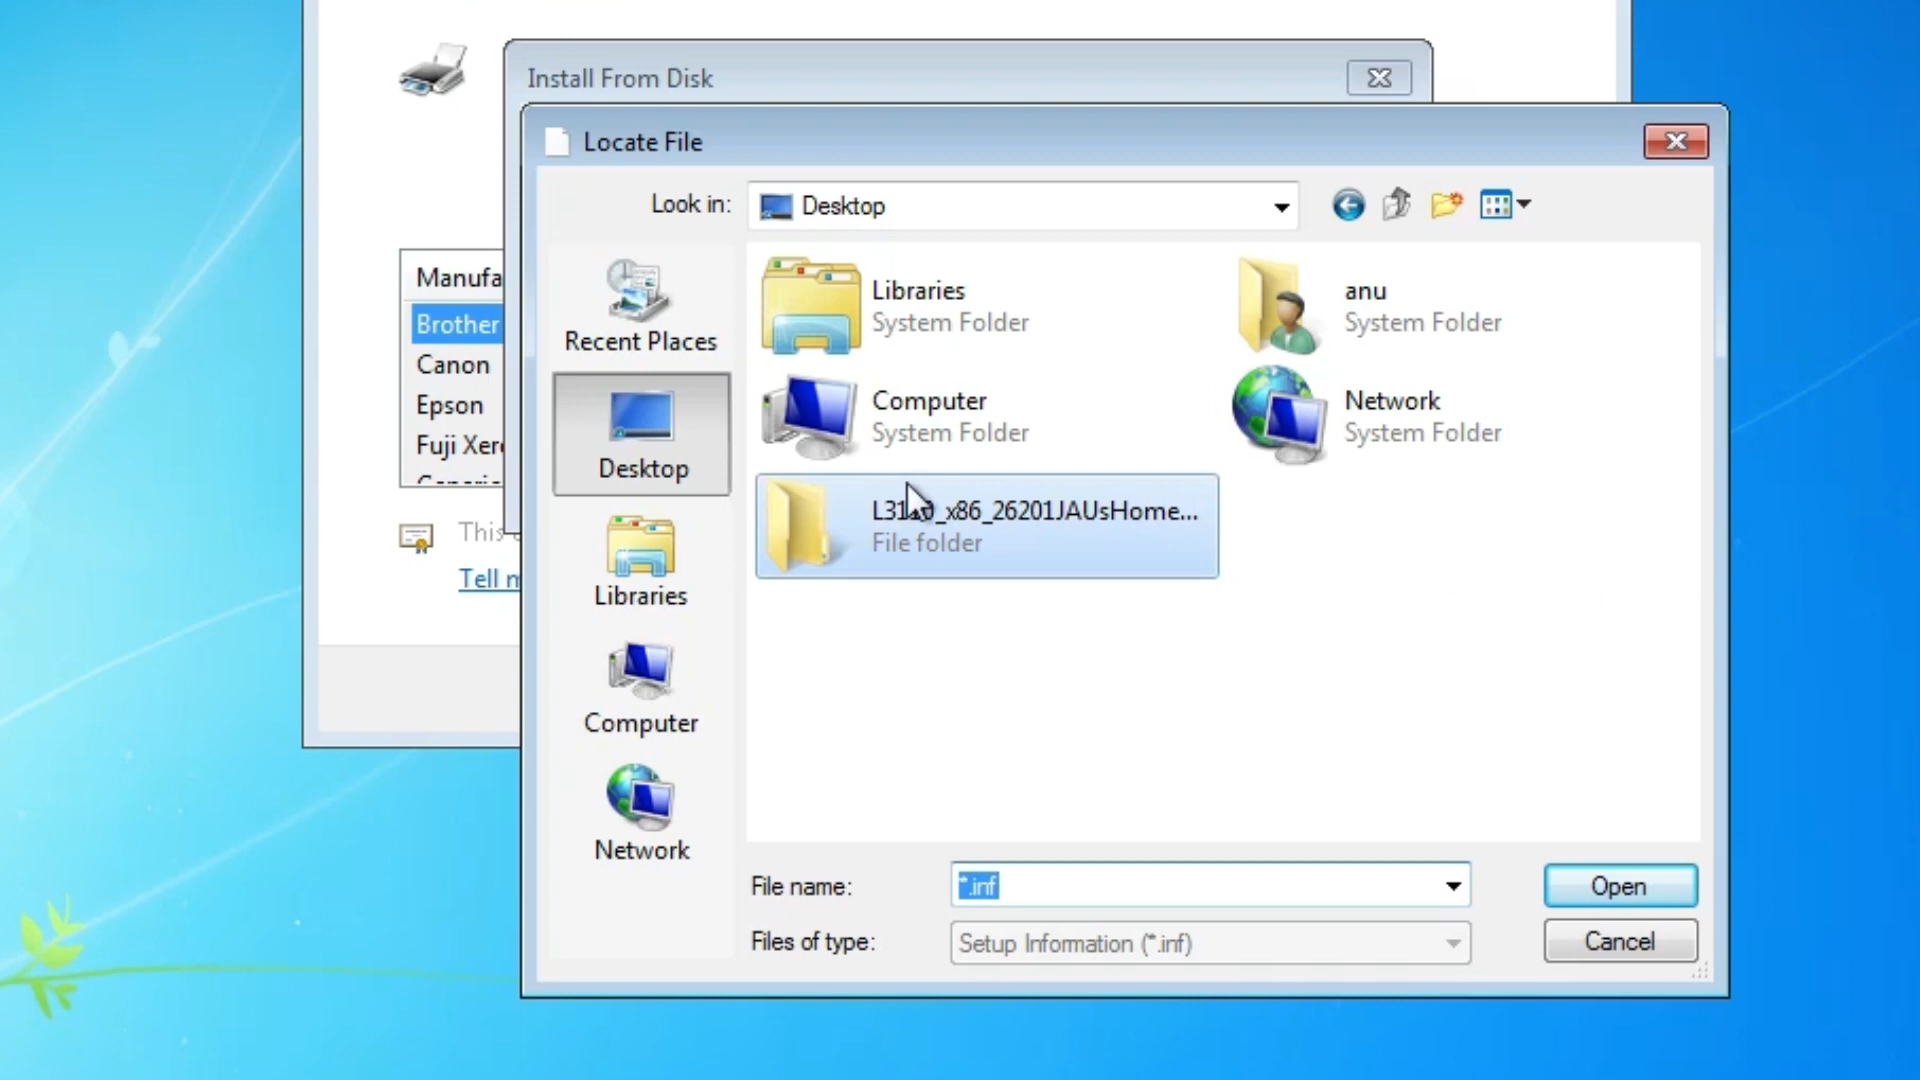 Install From Disk
Locate File
Look in:
Desktop
Manufa
Brother
Canon
Epson
Fuji Xero
This
Tell m
Recent Places
Desktop
Libraries
Computer
Network
Libraries
System Folder
anu
System Folder
Computer
System Folder
Network
System Folder
File folder
File name:
*.inf
Open
Files of type:
Setup Information (*.inf)
Cancel